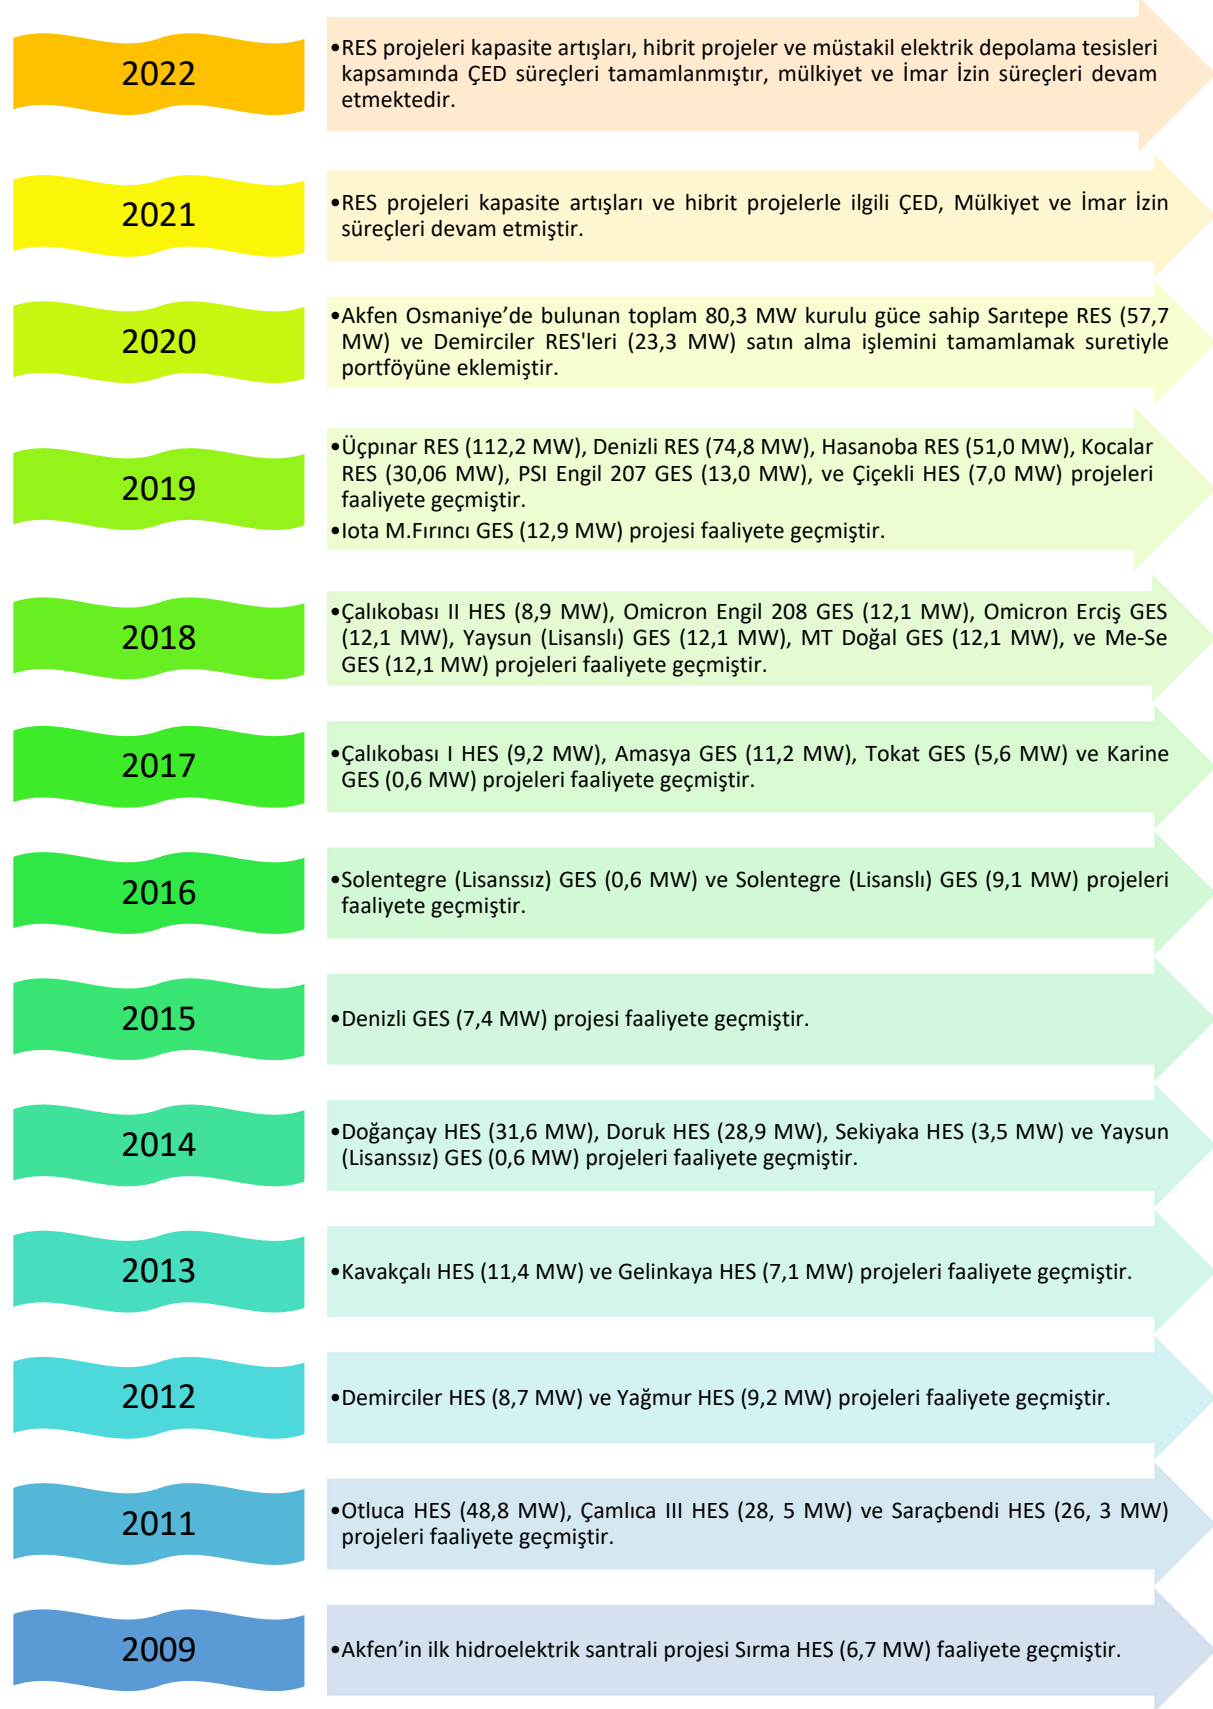 2022
•RES projeleri kapasite artışları, hibrit projeler ve müstakil elektrik depolama tesisleri
kapsamında ÇED süreçleri tamamlanmıştır, mülkiyet ve İmar İzin süreçleri devam
etmektedir.
2021
•RES projeleri kapasite artışları ve hibrit projelerle ilgili ÇED, Mülkiyet ve İmar İzin
süreçleri devam etmiştir.
2020
•Akfen Osmaniye’de bulunan toplam 80,3 MW kurulu güce sahip Sarıtepe RES (57,7
MW) ve Demirciler RES'leri (23,3 MW) satın alma işlemini tamamlamak suretiyle
portföyüne eklemiştir.
2019
•Üçpınar RES (112,2 MW), Denizli RES (74,8 MW), Hasanoba RES (51,0 MW), Kocalar
RES (30,06 MW), PSI Engil 207 GES (13,0 MW), ve Çiçekli HES (7,0 MW) projeleri
faaliyete geçmiştir.
•Iota M.Fırıncı GES (12,9 MW) projesi faaliyete geçmiştir.
2018
•Çalıkobası II HES (8,9 MW), Omicron Engil 208 GES (12,1 MW), Omicron Erciş GES
(12,1 MW), Yaysun (Lisanslı) GES (12,1 MW), MT Doğal GES (12,1 MW), ve Me-Se
GES (12,1 MW) projeleri faaliyete geçmiştir.
2017
•Çalıkobası I HES (9,2 MW), Amasya GES (11,2 MW), Tokat GES (5,6 MW) ve Karine
GES (0,6 MW) projeleri faaliyete geçmiştir.
2016
•Solentegre (Lisanssız) GES (0,6 MW) ve Solentegre (Lisanslı) GES (9,1 MW) projeleri
faaliyete geçmiştir.
2015
•Denizli GES (7,4 MW) projesi faaliyete geçmiştir.
2014
•Doğançay HES (31,6 MW), Doruk HES (28,9 MW), Sekiyaka HES (3,5 MW) ve Yaysun
(Lisanssız) GES (0,6 MW) projeleri faaliyete geçmiştir.
2013
•Kavakçalı HES (11,4 MW) ve Gelinkaya HES (7,1 MW) projeleri faaliyete geçmiştir.
2012
•Demirciler HES (8,7 MW) ve Yağmur HES (9,2 MW) projeleri faaliyete geçmiştir.
2011
•Otluca HES (48,8 MW), Çamlıca III HES (28, 5 MW) ve Saraçbendi HES (26, 3 MW)
projeleri faaliyete geçmiştir.
2009
•Akfen’in ilk hidroelektrik santrali projesi Sırma HES (6,7 MW) faaliyete geçmiştir.